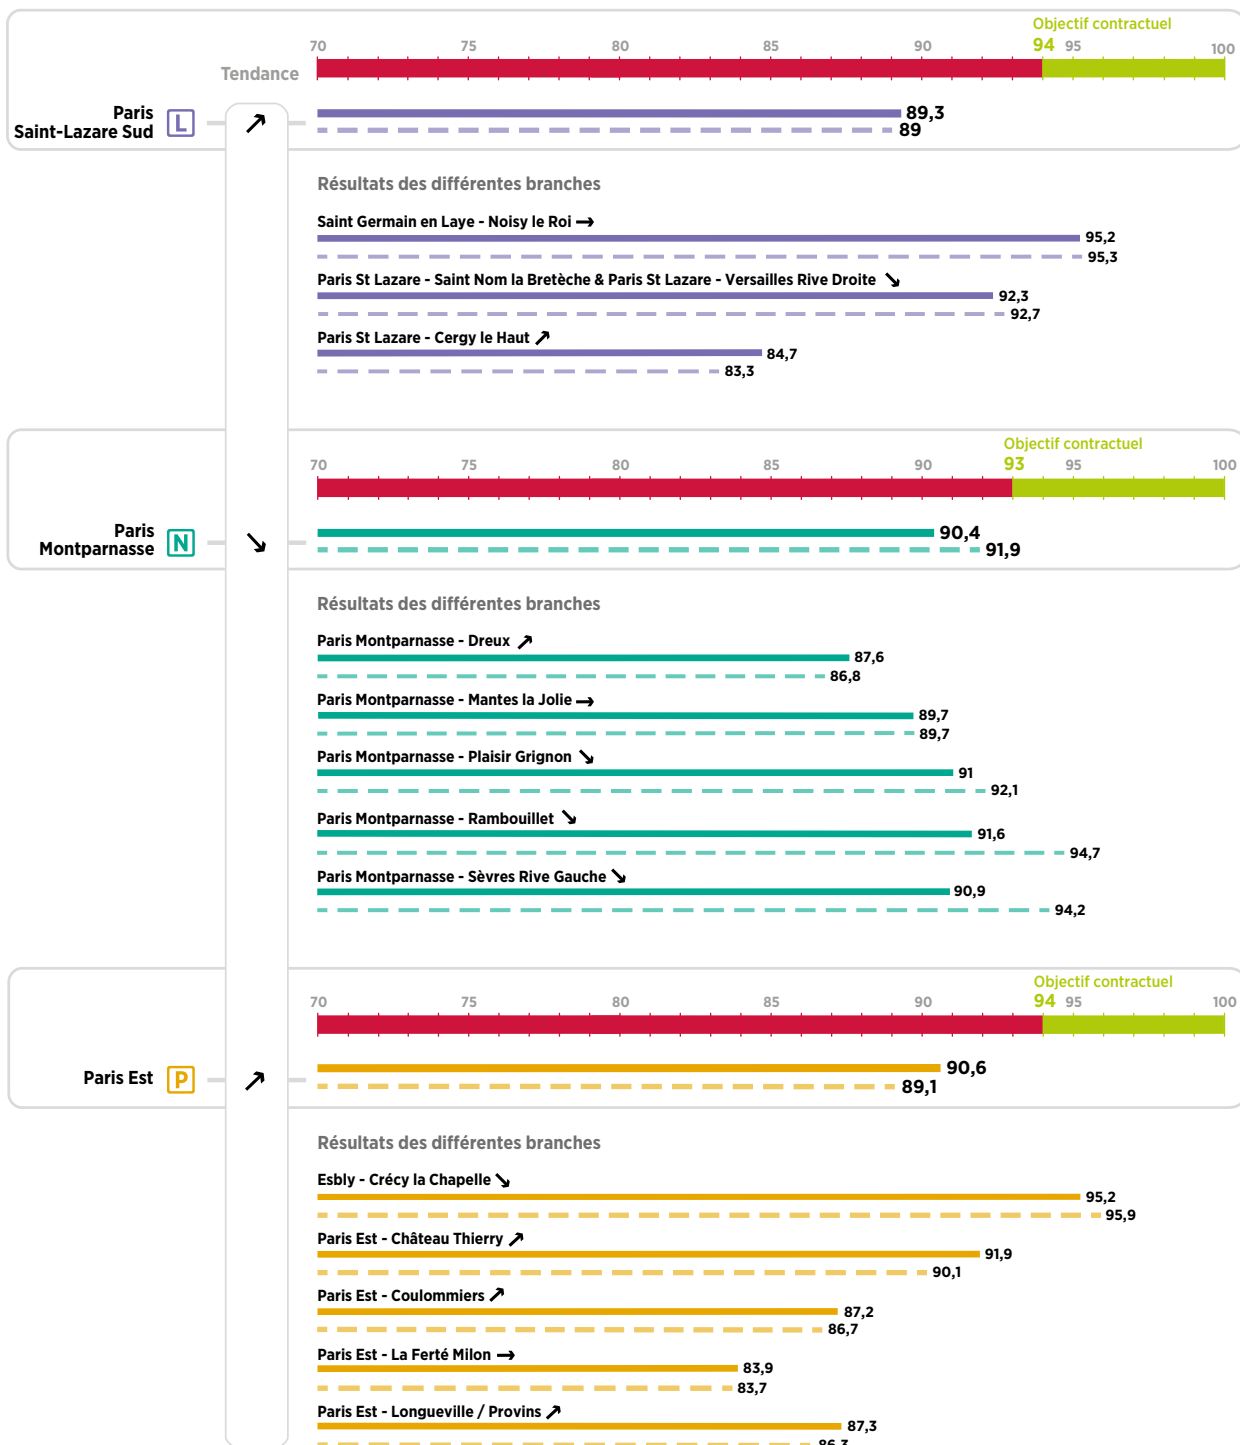 Objectif contractuel
70 75 80 85 90 94 95 100
Tendance
Paris
Saint-Lazare Sud L
89,3
89
Résultats des différentes branches
Saint Germain en Laye - Noisy le Roi →
95,2
95,3
Paris St Lazare - Saint Nom la Bretèche & Paris St Lazare - Versailles Rive Droite ↘
92,3
92,7
Paris St Lazare - Cergy le Haut ↗
84,7
83,3
Objectif contractuel
70 75 80 85 90 93 95 100
Paris
Montparnasse N
90,4
91,9
Résultats des différentes branches
Paris Montparnasse - Dreux ↗
87,6
86,8
Paris Montparnasse - Mantes la Jolie →
89,7
89,7
Paris Montparnasse - Plaisir Grignon ↘
91
92,1
Paris Montparnasse - Rambouillet ↘
91,6
94,7
Paris Montparnasse - Sèvres Rive Gauche ↘
90,9
94,2
Objectif contractuel
70 75 80 85 90 94 95 100
Paris Est P
90,6
89,1
Résultats des différentes branches
Esbly - Crécy la Chapelle ↘
95,2
95,9
Paris Est - Château Thierry ↗
91,9
90,1
Paris Est - Coulommiers ↗
87,2
86,7
Paris Est - La Ferté Milon →
83,9
83,7
Paris Est - Longueville / Provins ↗
87,3
86,3